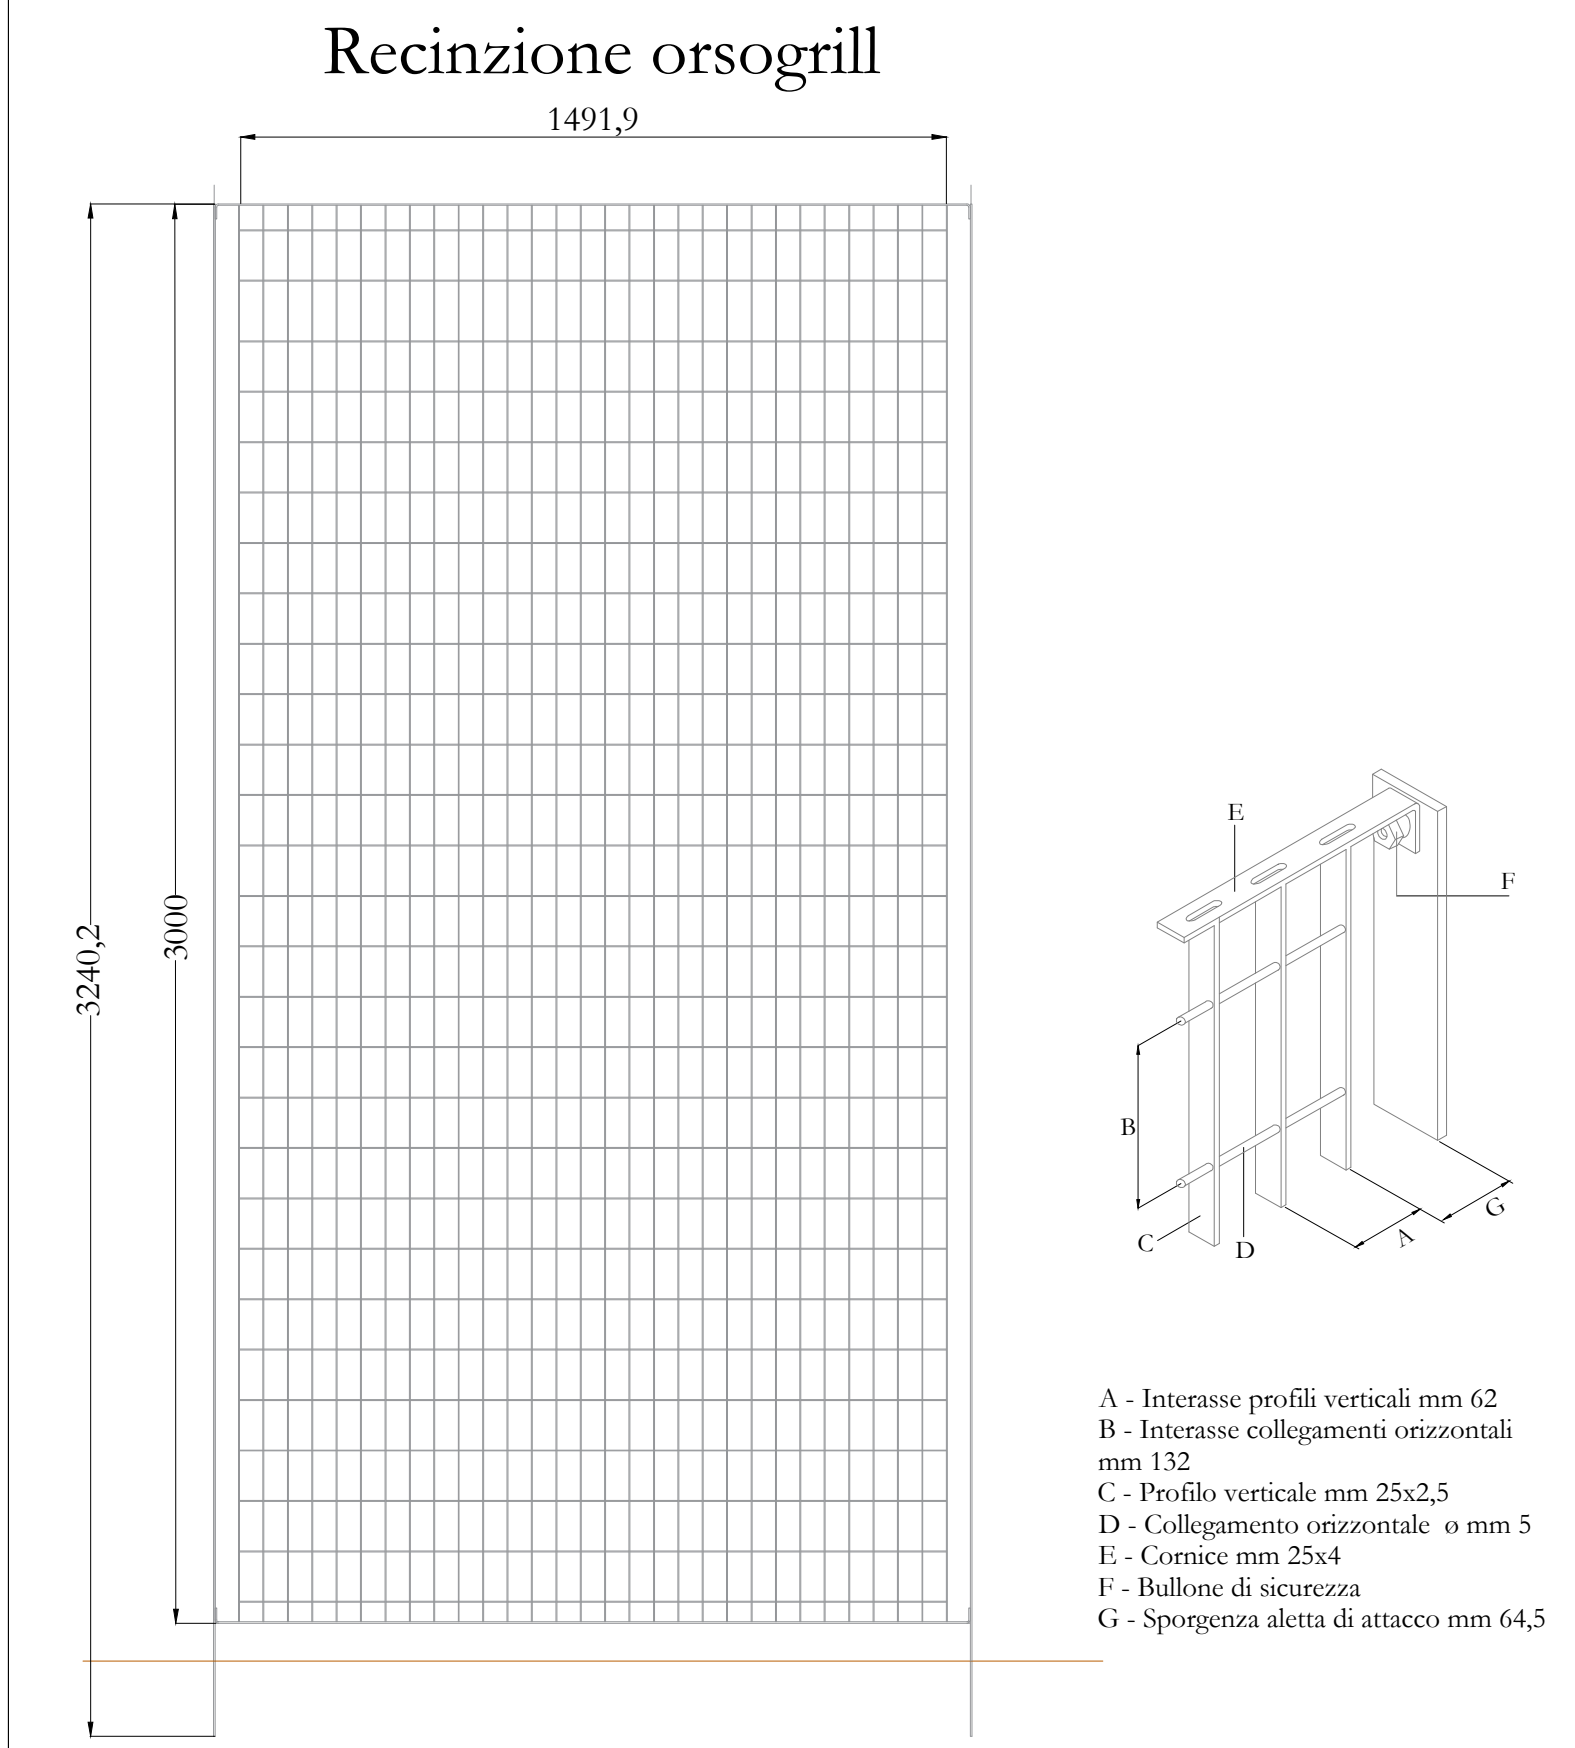 Recinzione orsogrill
1491,9
3240,2
3000
E
F
B
C
D
A
G
A - Interasse profili verticali mm 62
B - Interasse collegamenti orizzontali
mm 132
C - Profilo verticale mm 25x2,5
D - Collegamento orizzontale ø mm 5
E - Cornice mm 25x4
F - Bullone di sicurezza
G - Sporgenza aletta di attacco mm 64,5